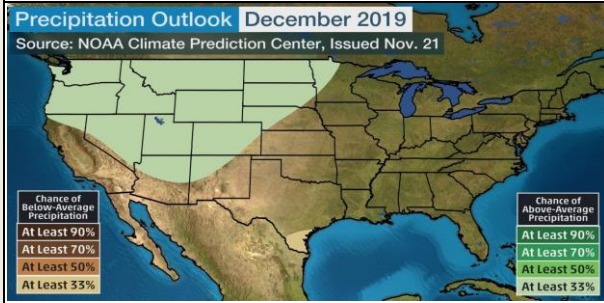 Precipitation Outlook December 2019
Source: NOAA Climate Prediction Center, Issued Nov. 21
Chance of
Below-Average
Precipitation
At Least 90%
At Least 70%
At Least 50%
At Least 33%
Chance of
Above-Average
Precipitation
At Least 90%
At Least 70%
At Least 50%
At Least 33%